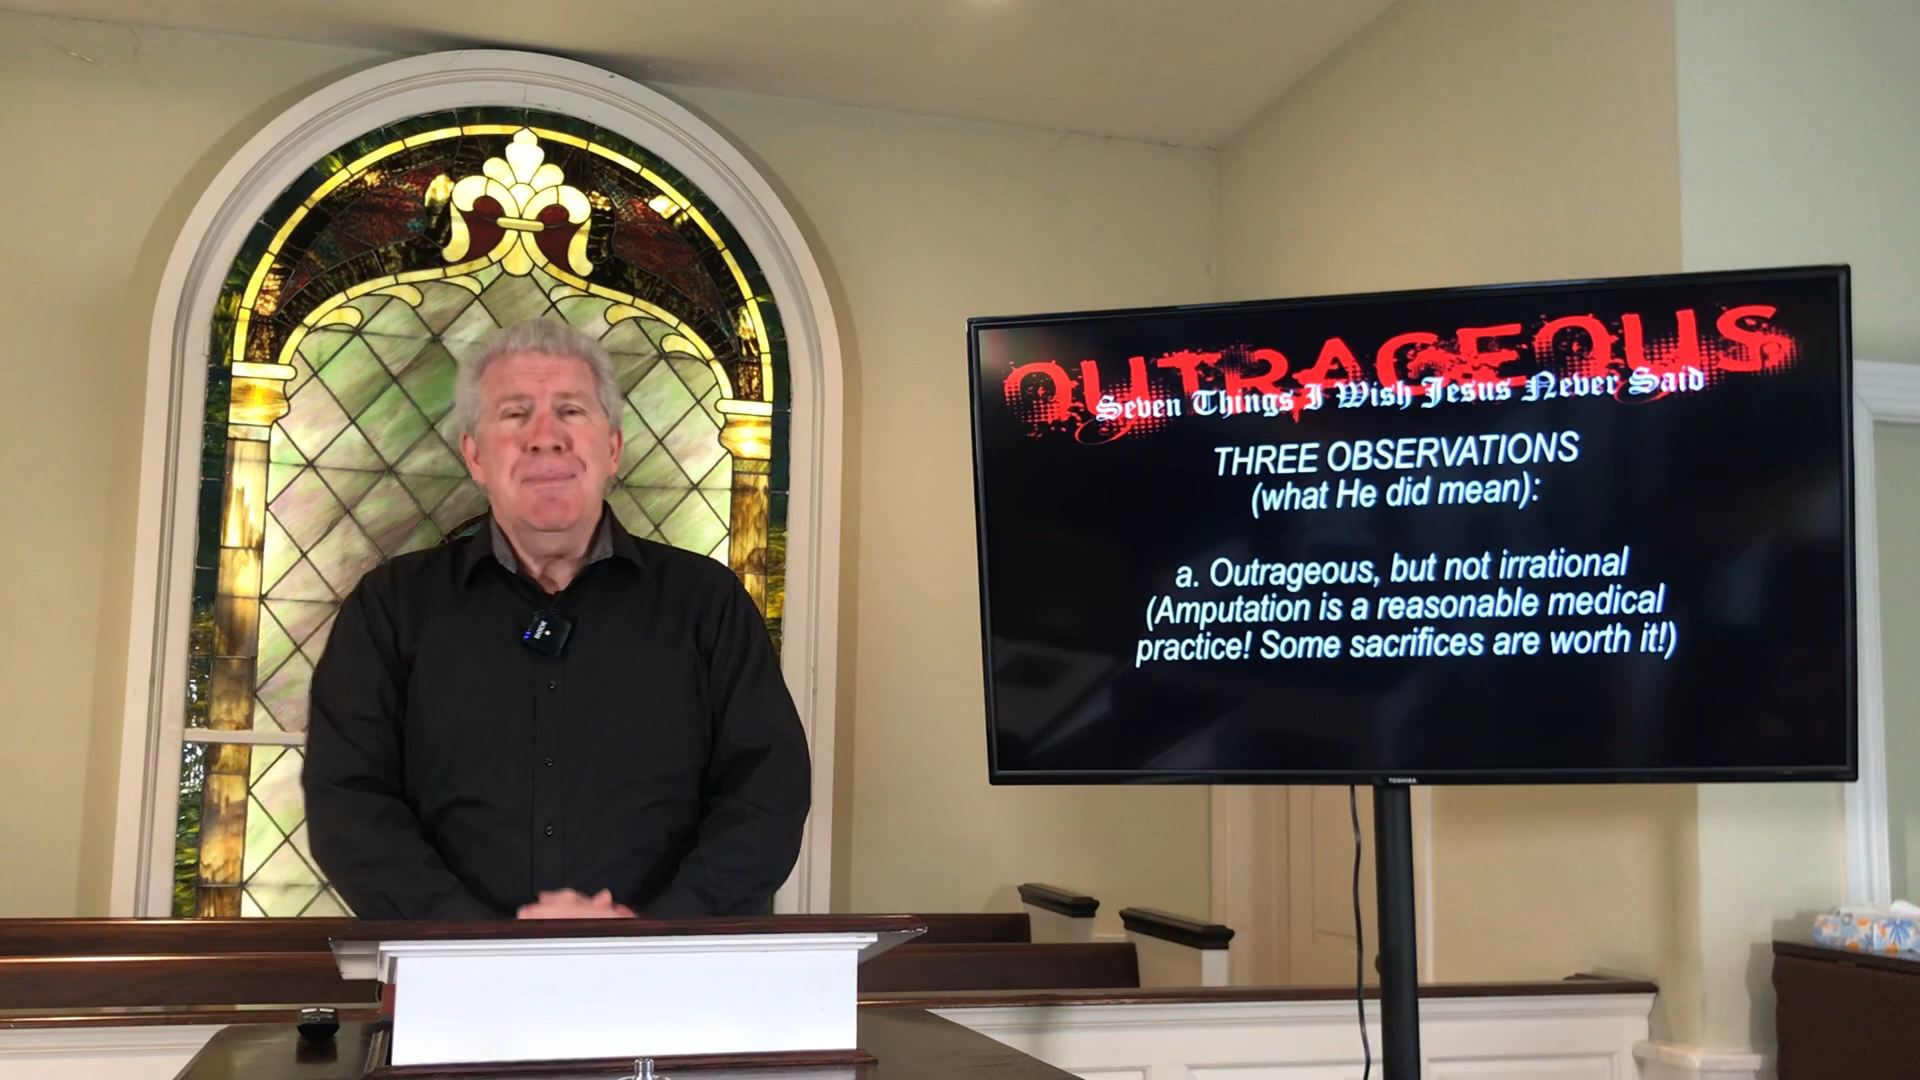 OUTRAGEOUS
Seven Things I Wish Jesus Never Said
THREE OBSERVATIONS
(what He did mean):
a. Outrageous, but not irrational
(Amputation is a reasonable medical
practice! Some sacrifices are worth it!)
TOSHIBA
RODE